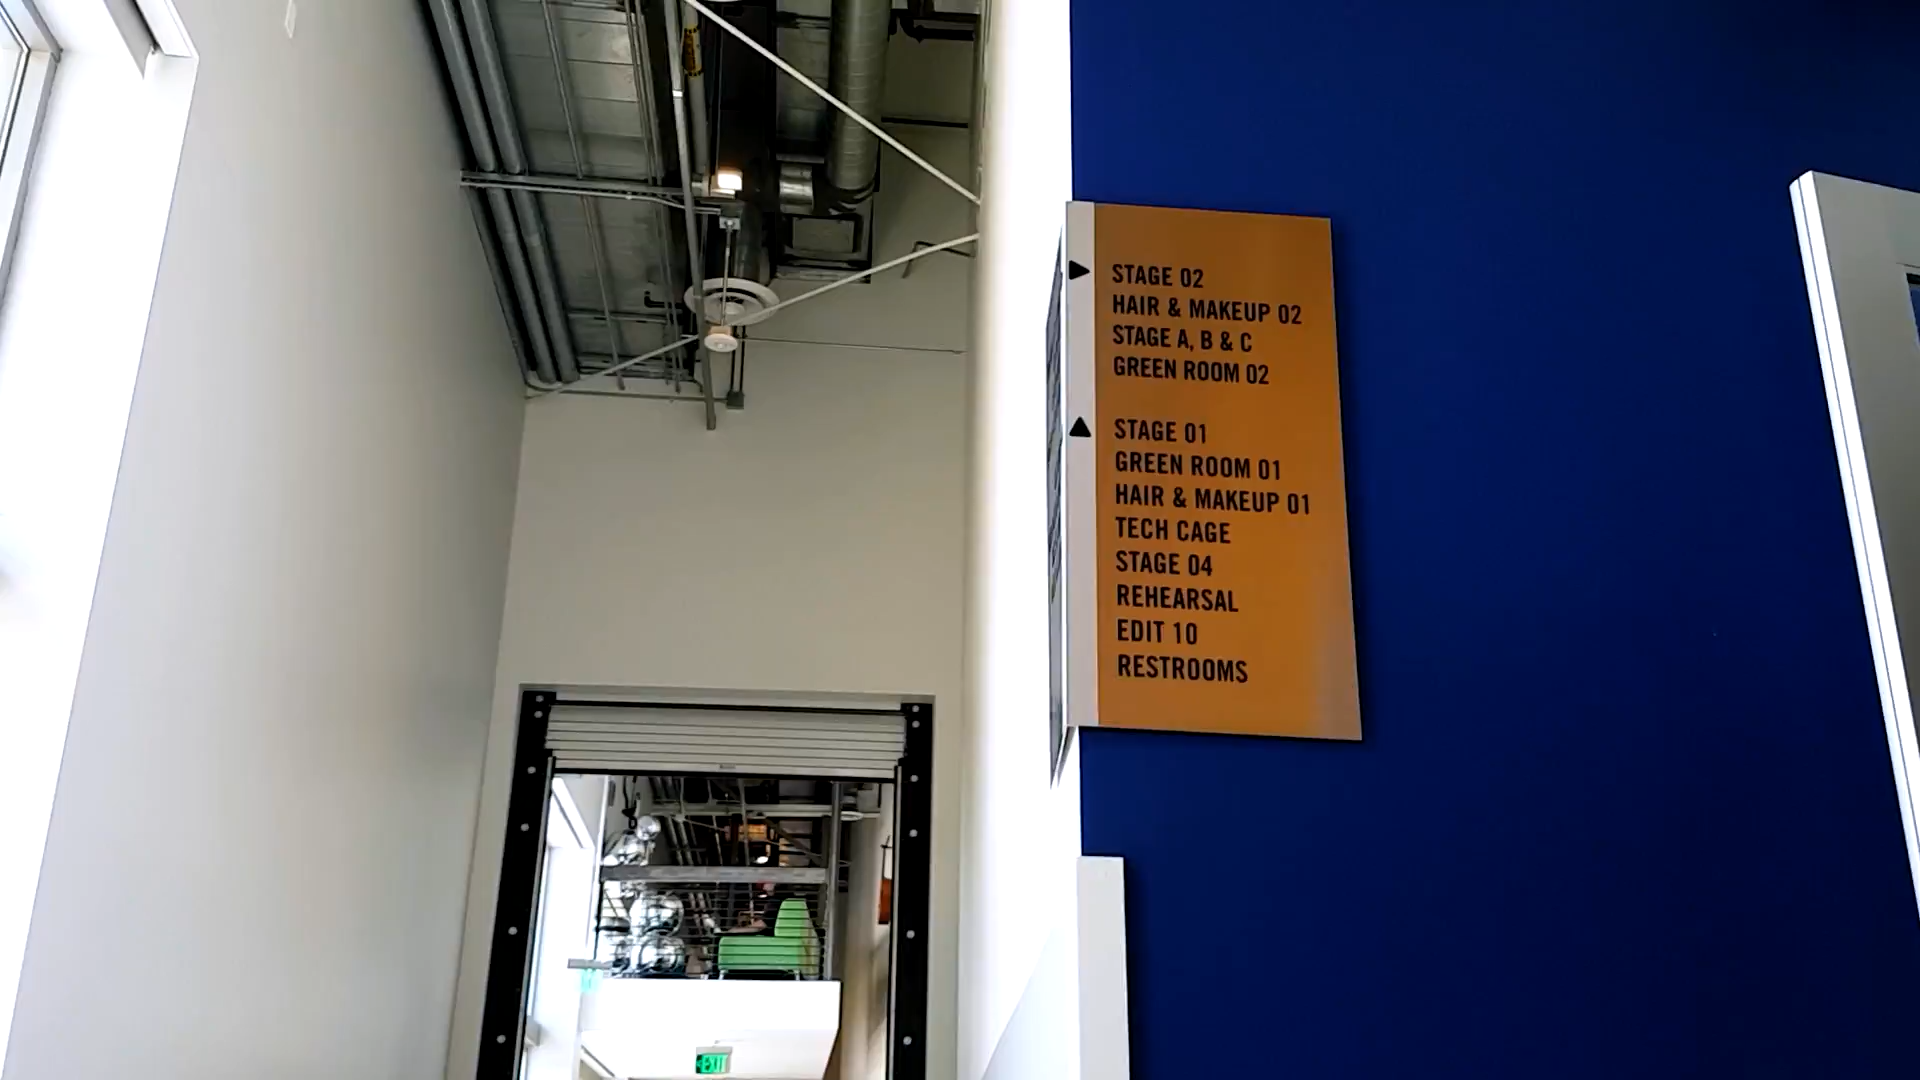 STAGE 02
HAIR & MAKEUP 02
STAGE A, B & C
GREEN ROOM 02
STAGE 01
GREEN ROOM 01
HAIR & MAKEUP 01
TECH CAGE
STAGE 04
REHEARSAL
EDIT 10
RESTROOMS
EXIT